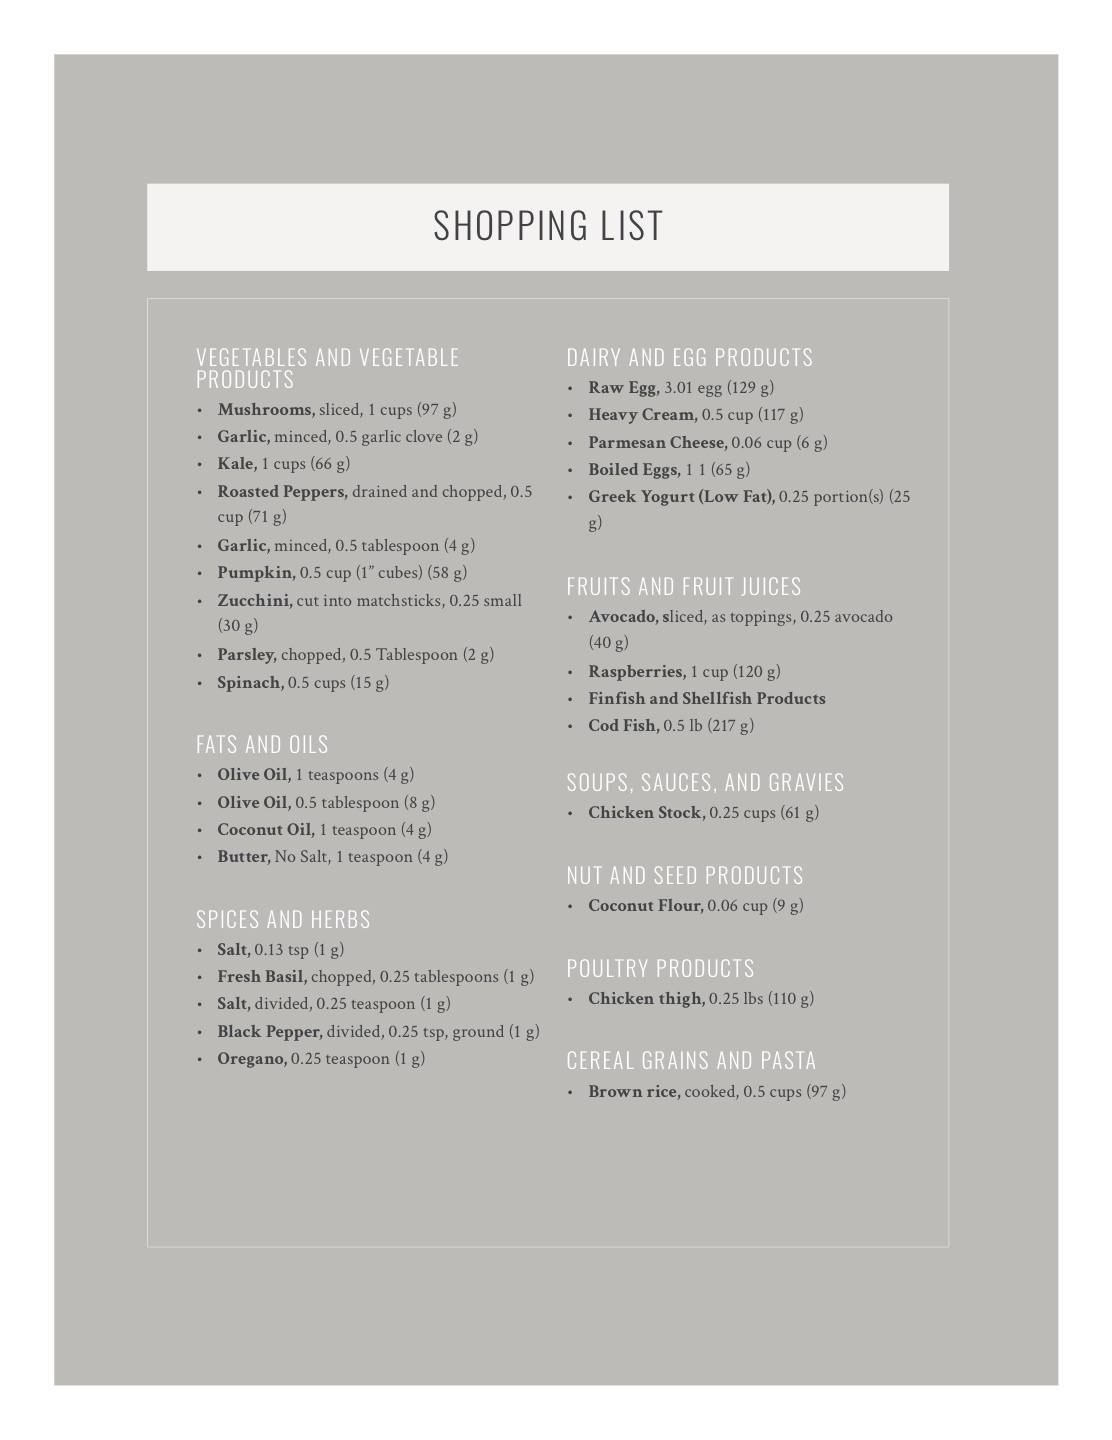 SHOPPING LIST
VEGETABLES AND VEGETABLE
PRODUCTS
• Mushrooms, sliced, 1 cups (97 g)
• Garlic, minced, 0.5 garlic clove (2 g)
• Kale, 1 cups (66 g)
• Roasted Peppers, drained and chopped, 0.5
cup (71 g)
• Garlic, minced, 0.5 tablespoon (4 g)
• Pumpkin, 0.5 cup (1” cubes) (58 g)
• Zucchini, cut into matchsticks, 0.25 small
(30 g)
• Parsley, chopped, 0.5 Tablespoon (2 g)
• Spinach, 0.5 cups (15 g)
FATS AND OILS
• Olive Oil, 1 teaspoons (4 g)
• Olive Oil, 0.5 tablespoon (8 g)
• Coconut Oil, 1 teaspoon (4 g)
• Butter, No Salt, 1 teaspoon (4 g)
SPICES AND HERBS
• Salt, 0.13 tsp (1 g)
• Fresh Basil, chopped, 0.25 tablespoons (1 g)
• Salt, divided, 0.25 teaspoon (1 g)
• Black Pepper, divided, 0.25 tsp, ground (1 g)
• Oregano, 0.25 teaspoon (1 g)
DAIRY AND EGG PRODUCTS
• Raw Egg, 3.01 egg (129 g)
• Heavy Cream, 0.5 cup (117 g)
• Parmesan Cheese, 0.06 cup (6 g)
• Boiled Eggs, 1 1 (65 g)
• Greek Yogurt (Low Fat), 0.25 portion(s) (25
g)
FRUITS AND FRUIT JUICES
• Avocado, sliced, as toppings, 0.25 avocado
(40 g)
• Raspberries, 1 cup (120 g)
• Finfish and Shellfish Products
• Cod Fish, 0.5 lb (217 g)
SOUPS, SAUCES, AND GRAVIES
• Chicken Stock, 0.25 cups (61 g)
NUT AND SEED PRODUCTS
• Coconut Flour, 0.06 cup (9 g)
POULTRY PRODUCTS
• Chicken thigh, 0.25 lbs (110 g)
CEREAL GRAINS AND PASTA
• Brown rice, cooked, 0.5 cups (97 g)